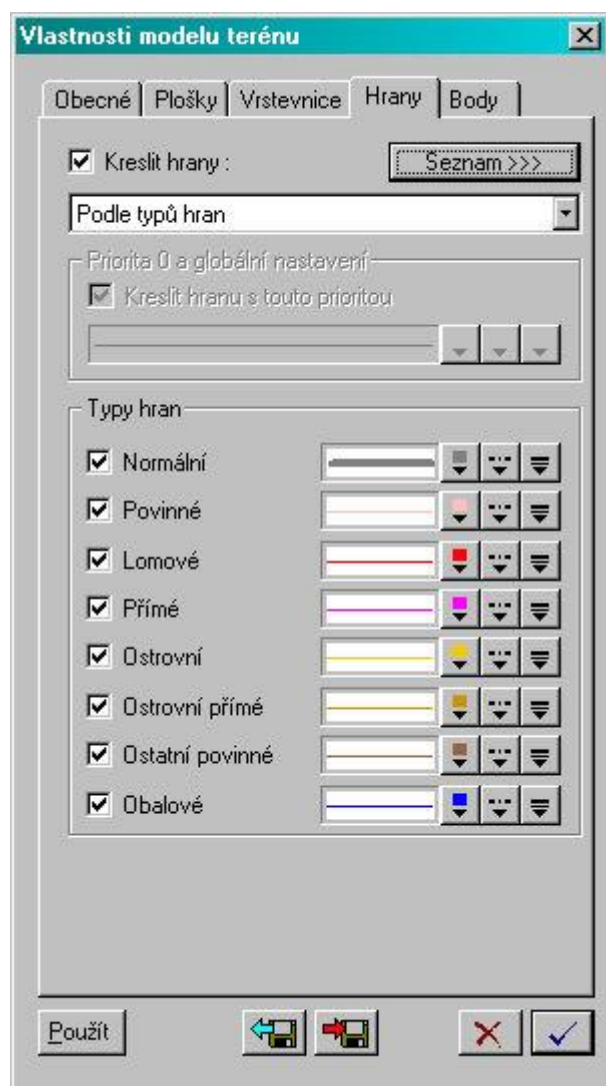 Vlastnosti modelu terénu
Obecné Plošky Vrstevnice Hrany Body
Kreslit hrany : Seznam >>>
Podle typů hran
Priorita 0 a globální nastavení
Kreslit hranu s touto prioritou
Typy hran
Normální
Povinné
Lomové
Přímé
Ostrovní
Ostrovní přímé
Ostatní povinné
Obalové
Použít